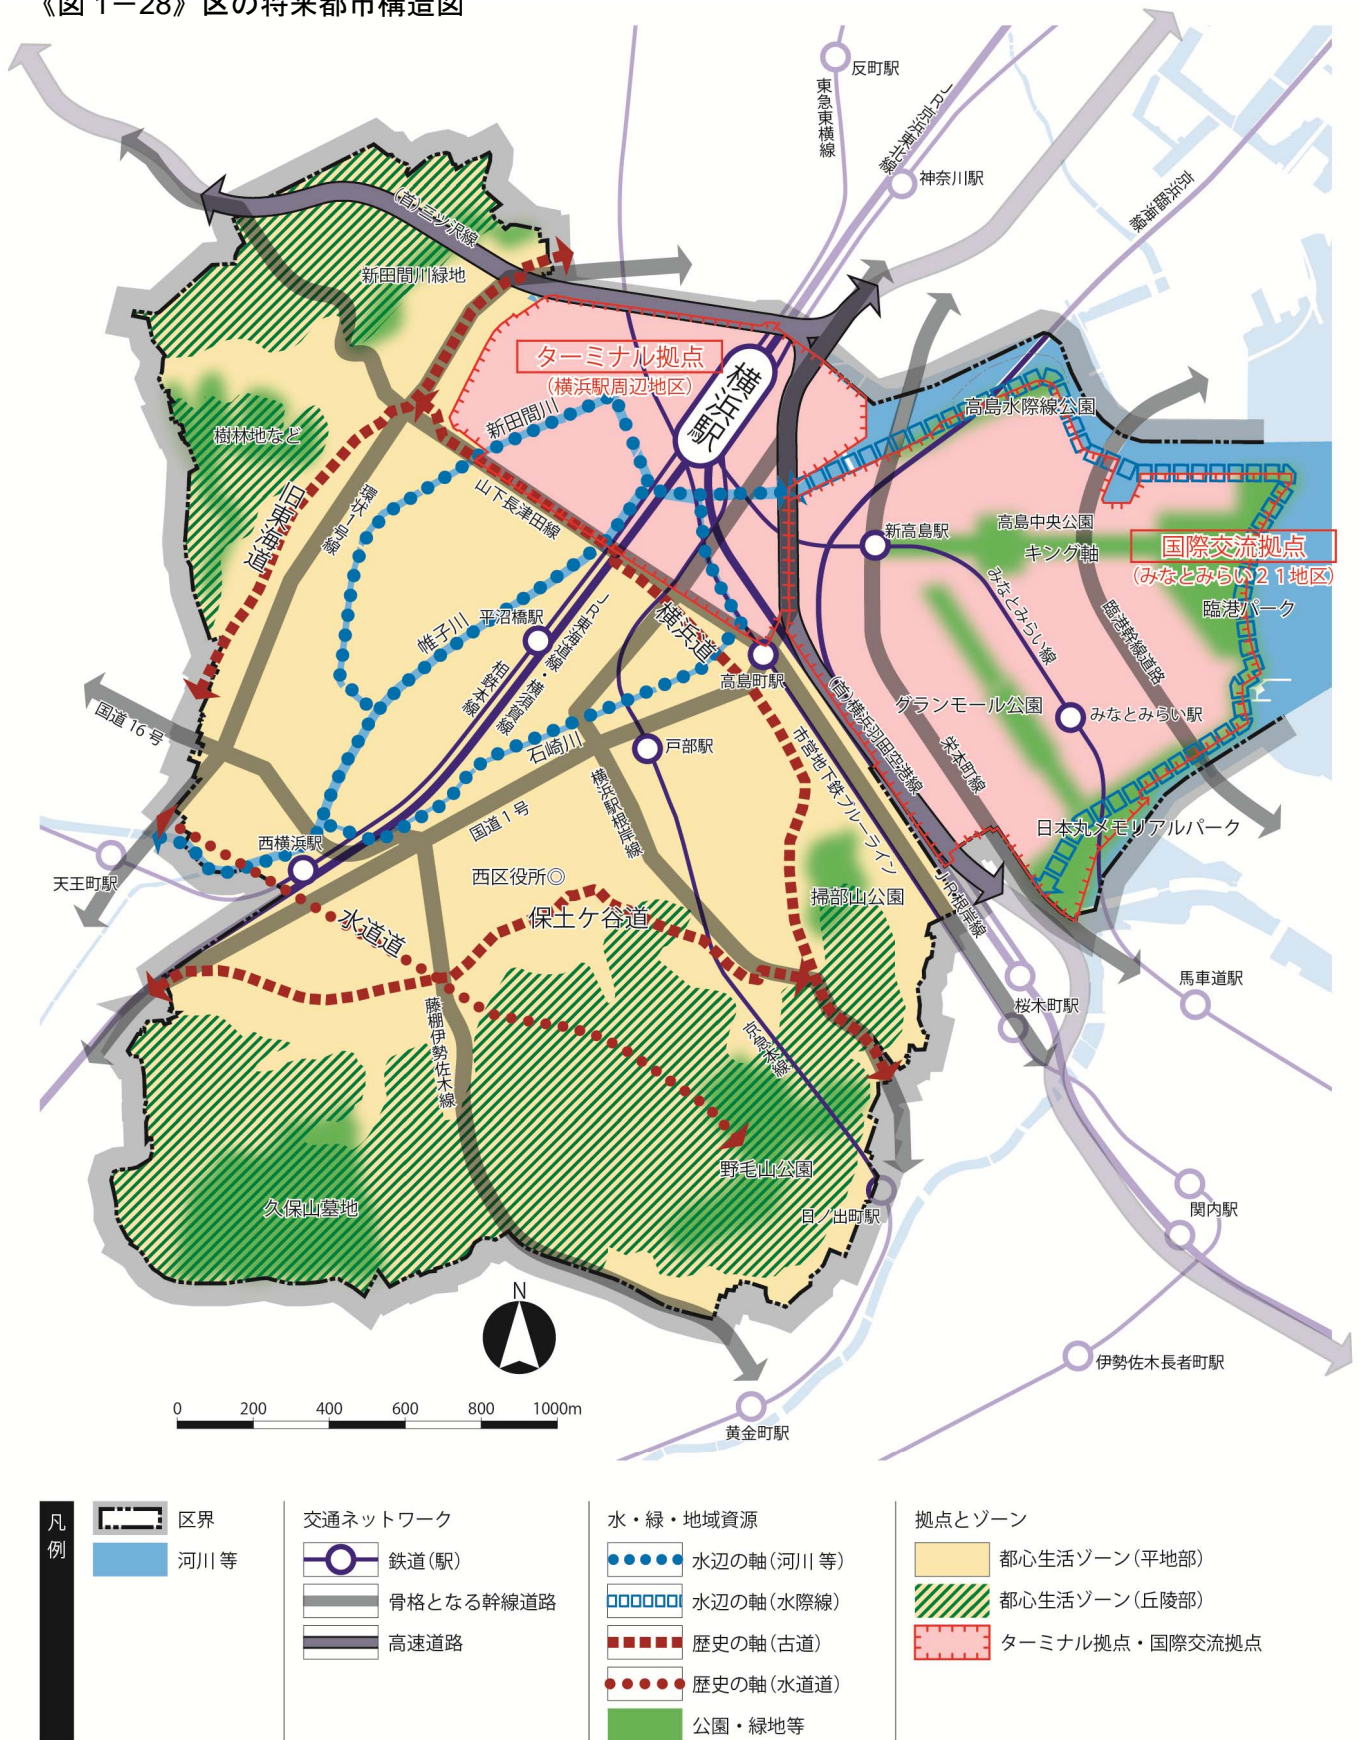 《図1－28》区の将来都市構造図
反町駅
東急東横線
JR京浜東北線
神奈川駅
京浜臨海線
(首)三ツ沢線
新田間川緑地
ターミナル拠点
(横浜駅周辺地区)
横浜駅
新田間川
高島水際線公園
樹林地など
旧東海道
環状1号線
山下長津田線
新高島駅
高島中央公園
キング軸
国際交流拠点
(みなとみらい21地区)
臨港パーク
みなとみらい線
臨港幹線道路
平沼橋駅
帷子川
JR東海道線・横須賀線
相鉄本線
横浜道
高島町駅
グランモール公園
みなとみらい駅
国道16号
石崎川
戸部駅
(首)横浜羽田空港線
栄本町線
市営地下鉄ブルーライン
横浜駅根岸線
国道1号
西横浜駅
日本丸メモリアルパーク
天王町駅
西区役所◎
保土ケ谷道
掃部山公園
JR根岸線
水道道
馬車道駅
桜木町駅
藤棚伊勢佐木線
京急本線
野毛山公園
久保山墓地
日ノ出町駅
関内駅
N
伊勢佐木長者町駅
0 200 400 600 800 1000m
黄金町駅
凡例
区界
河川等
交通ネットワーク
鉄道(駅)
骨格となる幹線道路
高速道路
水・緑・地域資源
水辺の軸(河川等)
水辺の軸(水際線)
歴史の軸(古道)
歴史の軸(水道道)
公園・緑地等
拠点とゾーン
都心生活ゾーン(平地部)
都心生活ゾーン(丘陵部)
ターミナル拠点・国際交流拠点